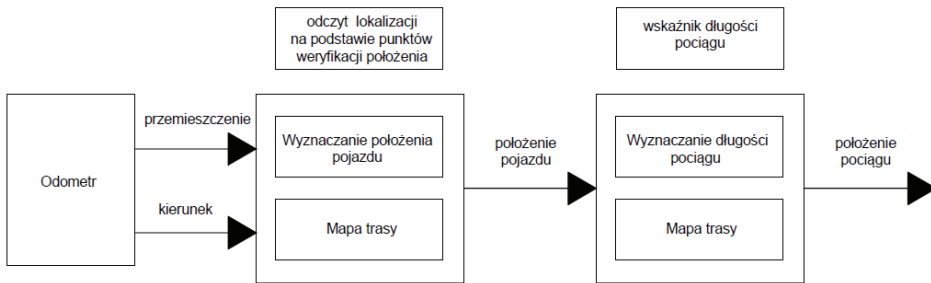 odczyt lokalizacji
na podstawie punktów
weryfikacji położenia
wskaźnik długości
pociągu
Odometr
przemieszczenie
kierunek
Wyznaczanie położenia
pojazdu
Mapa trasy
położenie
pojazdu
Wyznaczanie długości
pociągu
Mapa trasy
położenie
pociągu